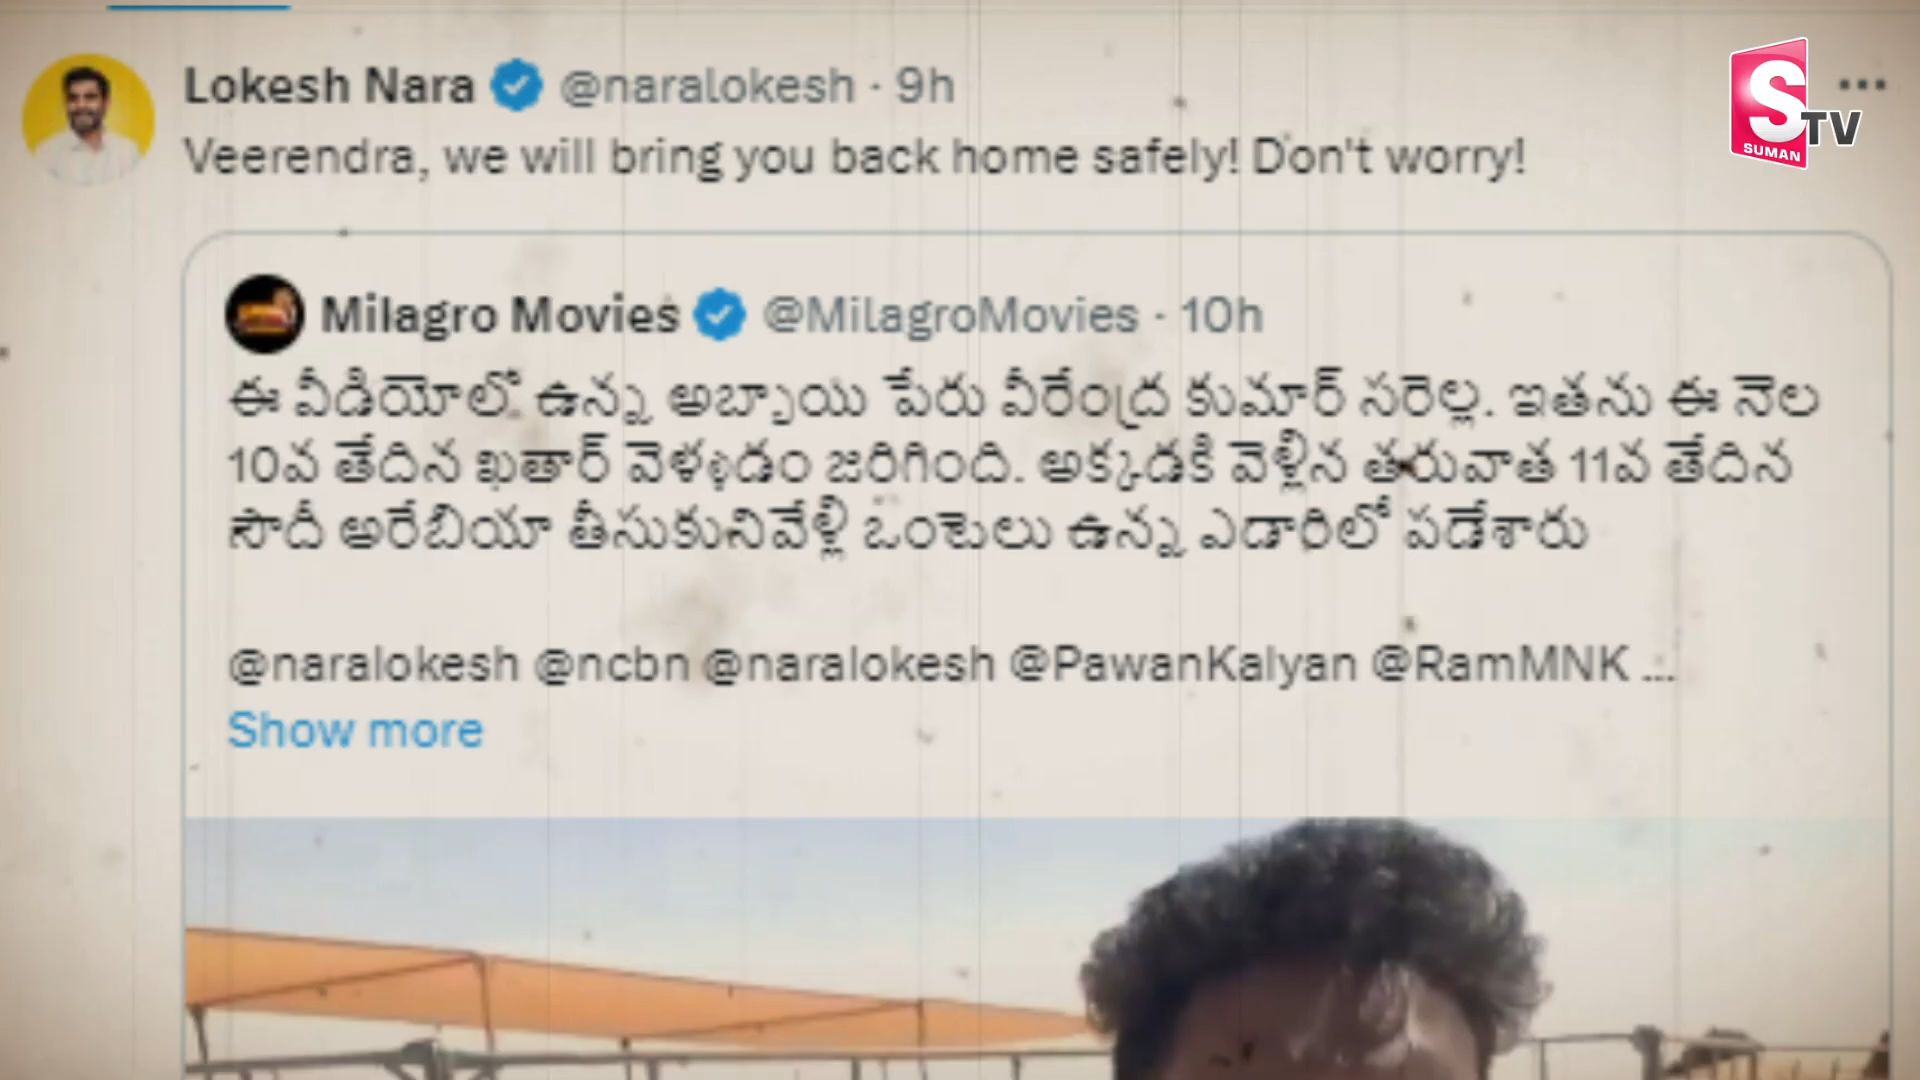 Lokesh Nara @naralokesh · 9h
Veerendra, we will bring you back home safely! Don't worry!
S TV
SUMAN
Milagro Movies @MilagroMovies · 10h
ఈ వీడియోలో ఉన్న అబ్బాయి పేరు వీరేంద్ర కుమార్ సరెల్ల. ఇతను ఈ నెల
10వ తేదిన ఖతార్ వెళ్ళడం జరిగింది. అక్కడకి వెళ్లిన తరువాత 11వ తేదిన
సౌదీ అరేబియా తీసుకునివేళ్లి ఒంటెలు ఉన్న ఎడారిలో పడేశారు
@naralokesh @ncbn @naralokesh @PawanKalyan @RamMNK ...
Show more